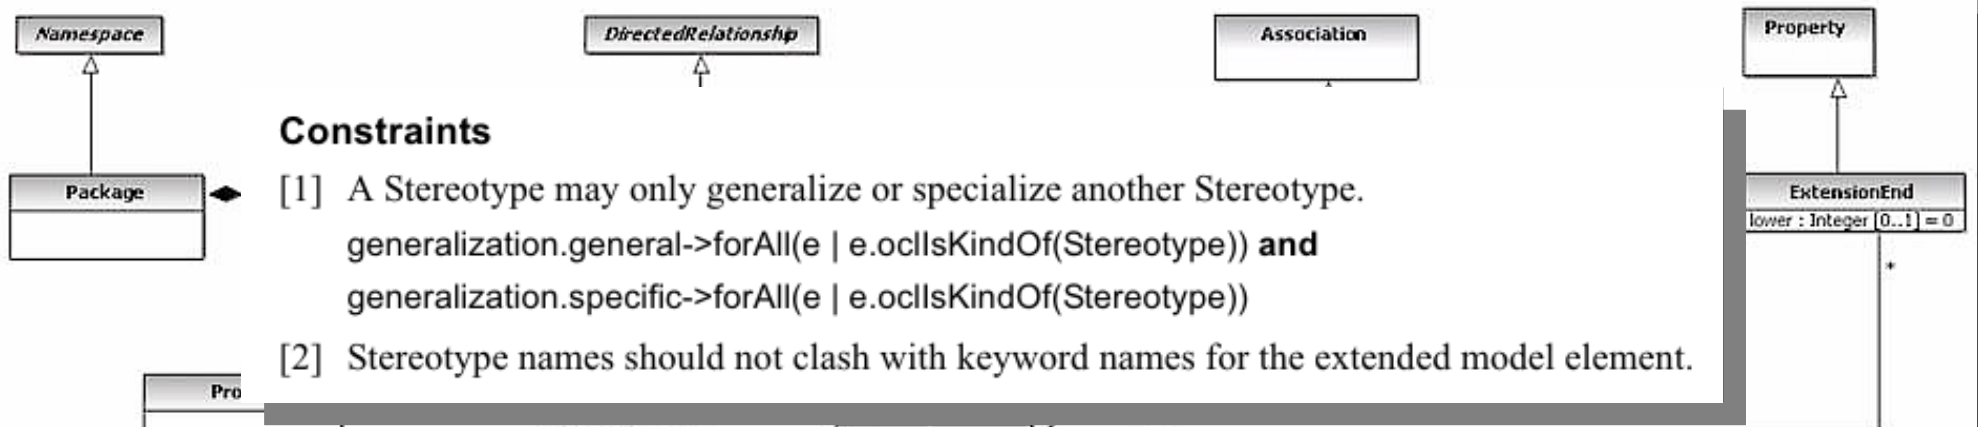 Namespace
DirectedRelationship
Association
Property
Constraints
[1] A Stereotype may only generalize or specialize another Stereotype.
generalization.general->forAll(e | e.oclIsKindOf(Stereotype)) and
generalization.specific->forAll(e | e.oclIsKindOf(Stereotype))
[2] Stereotype names should not clash with keyword names for the extended model element.
Package
ExtensionEnd
lower : Integer [0..1] = 0
*
Pro